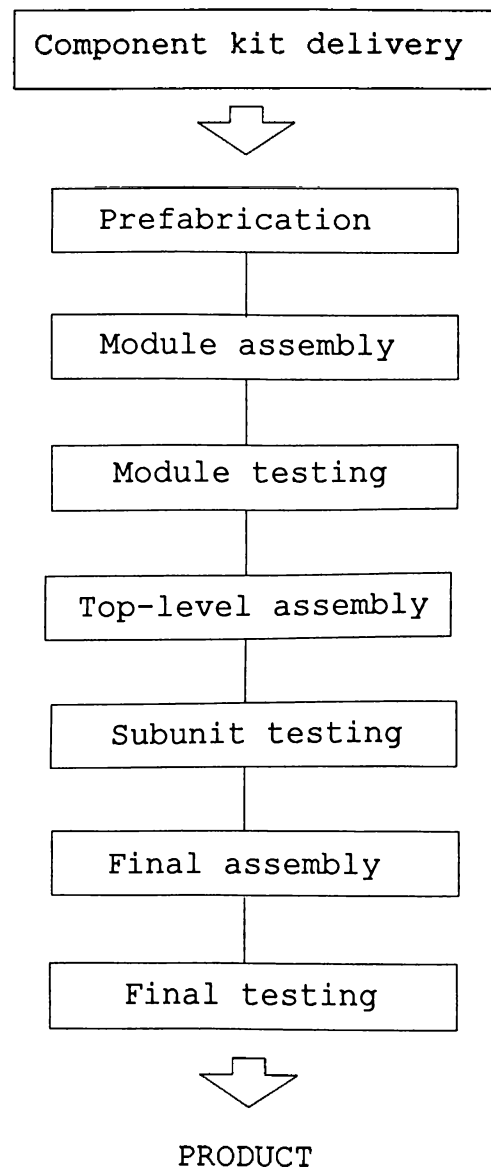 Component kit delivery
Prefabrication
Module assembly
Module testing
Top-level assembly
Subunit testing
Final assembly
Final testing
PRODUCT